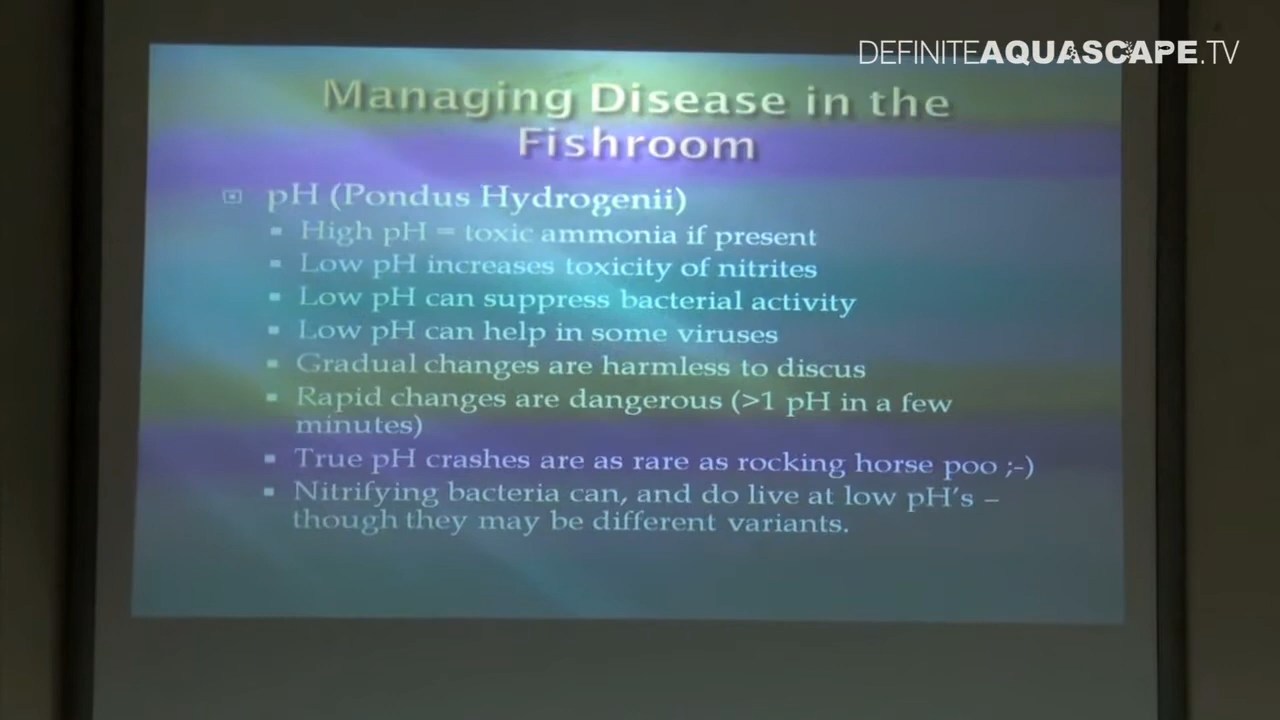 DEFINITEAQUASCAPE.TV
Managing Disease in the
Fishroom
pH (Pondus Hydrogenii)
High pH = toxic ammonia if present
Low pH increases toxicity of nitrites
Low pH can suppress bacterial activity
Low pH can help in some viruses
Gradual changes are harmless to discus
Rapid changes are dangerous (>1 pH in a few
minutes)
True pH crashes are as rare as rocking horse poo ;-)
Nitrifying bacteria can, and do live at low pH's –
though they may be different variants.